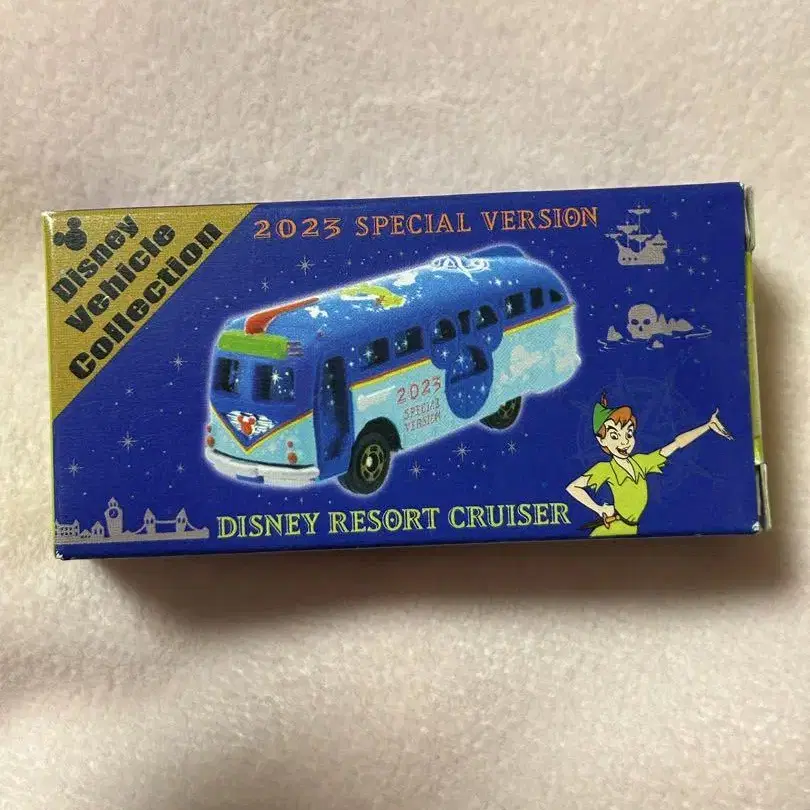 Disney
Vehicle
Collection
2023 SPECIAL VERSION
2023
SPECIAL
VERSION
DISNEY RESORT CRUISER